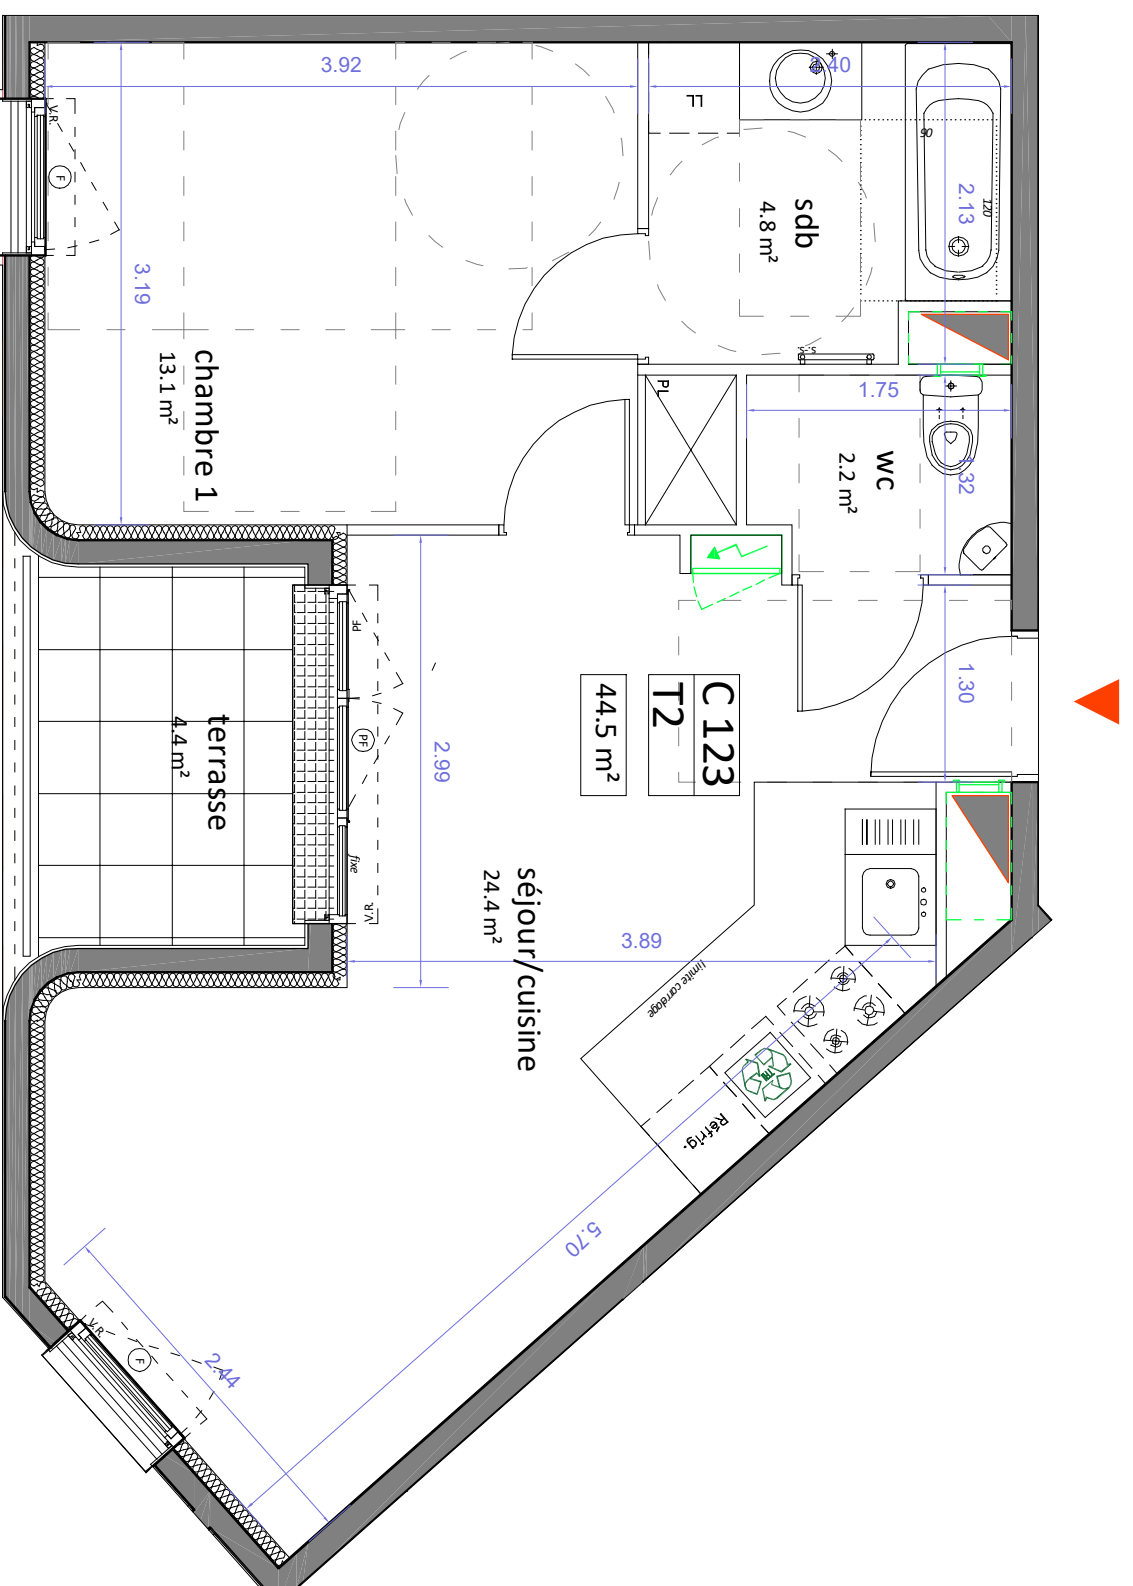 3.92
2.40
LL
90
2.13
120
sdb
4.8 m²
V.R.
F
3.19
chambre 1
13.1 m²
S.-S.
PL
1.75
wc
2.2 m²
1.32
PF
C 123
T2
44.5 m²
1.30
terrasse
4.4 m²
PF
2.99
fixe
V.R.
séjour/cuisine
24.4 m²
3.89
limite carrelage
TRI
Réfrig.
5.70
V.R.
F
2.44